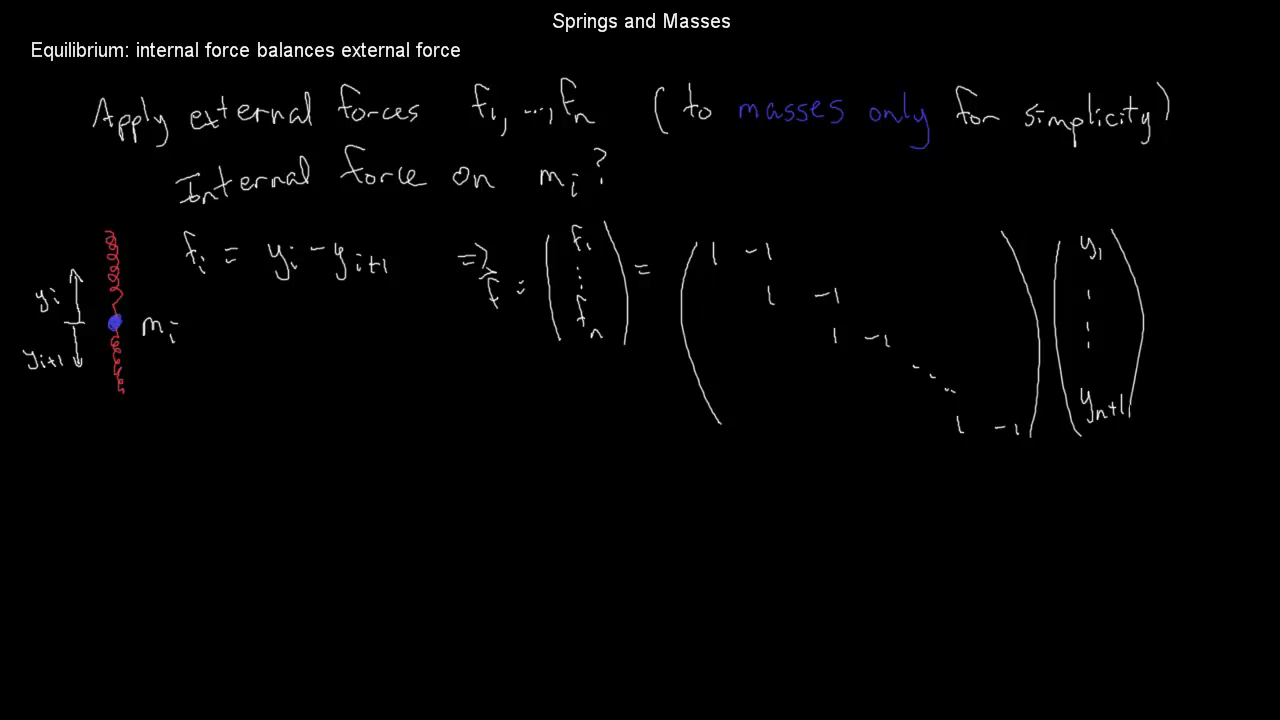 Springs and Masses
Equilibrium: internal force balances external force
Apply external forces f1, ..., fn (to masses only for simplicity)
Internal force on mi?
fi = yi - yi+1 => f = (f1 ⋮ fn) = (1 -1
1 -1
1 -1
⋱
1 -1) (y1 ⋮ yn+1)
yi
mi
yi+1